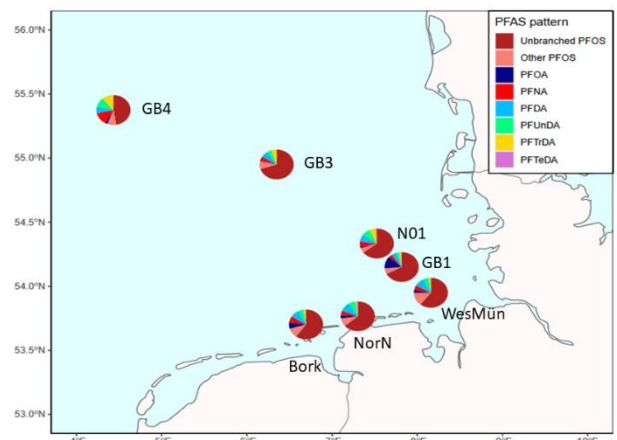 56.0°N
55.5°N
55.0°N
54.5°N
54.0°N
53.5°N
53.0°N
GB4
GB3
N01
GB1
WesMün
NorN
Bork
PFAS pattern
Unbranched PFOS
Other PFOS
PFOA
PFNA
PFDA
PFUnDA
PFTrDA
PFTeDA